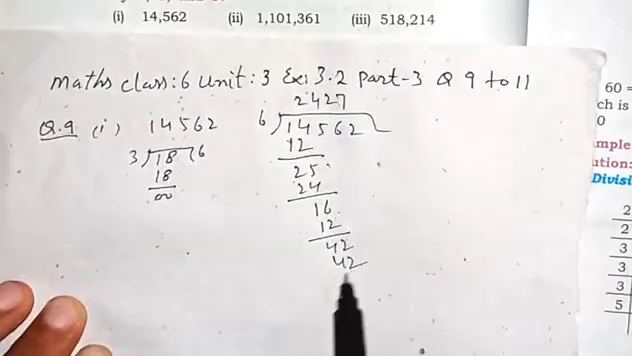 (i) 14,562 (ii) 1,101,361 (iii) 518,214
maths class:6 unit:3 Ex:3.2 part-3 Q 9 to 11
2427
Q.9 (i) 14562 6)14562
3)18(6 12
18 25
00 24
16
12
42
42
60 =
ch is
0
mple
ution:
Divisi
2
2
3
3
3
5